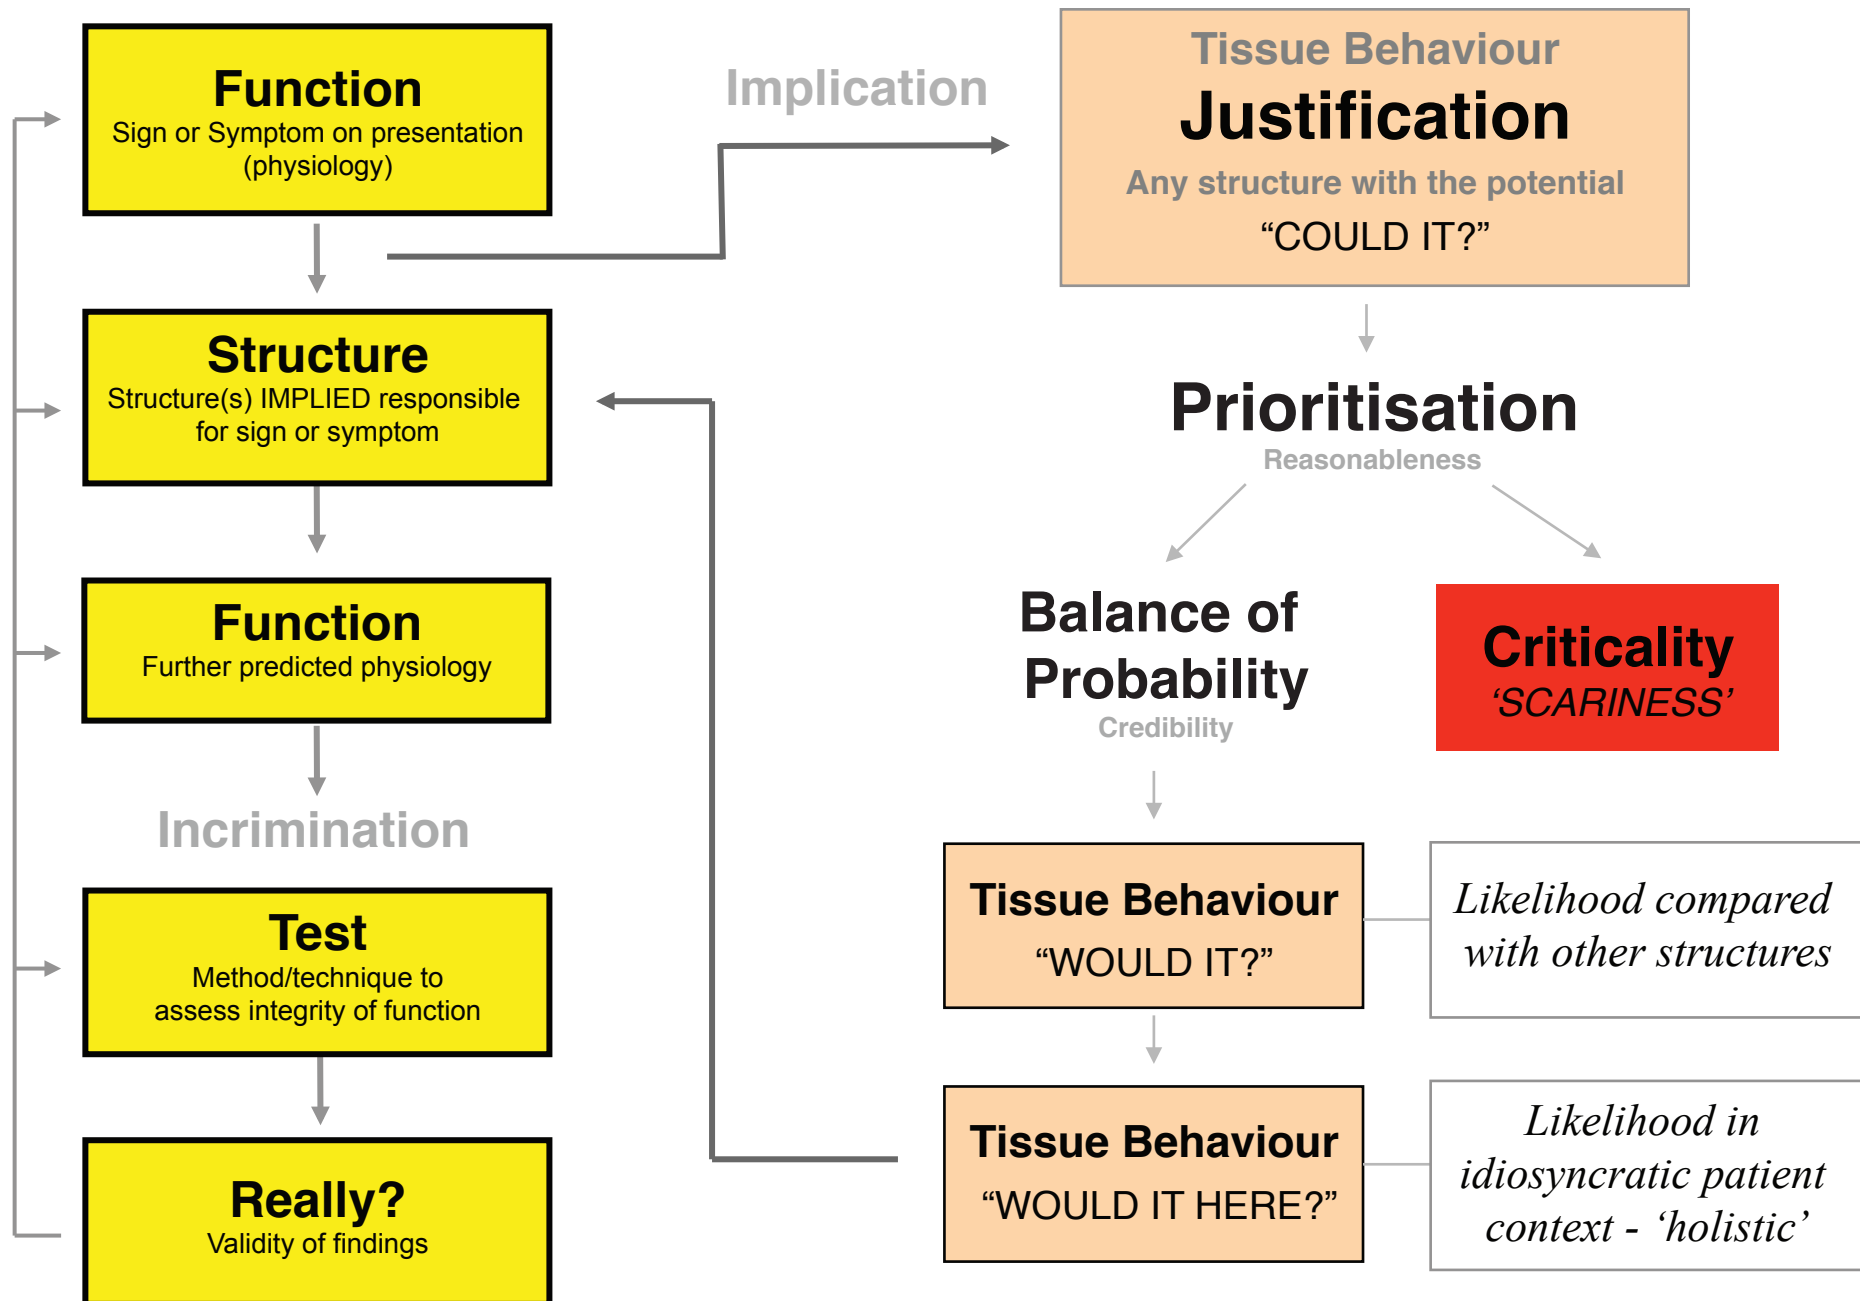 Function
Sign or Symptom on presentation
(physiology)
Structure
Structure(s) IMPLIED responsible
for sign or symptom
Function
Further predicted physiology
Incrimination
Test
Method/technique to
assess integrity of function
Really?
Validity of findings
Implication
Tissue Behaviour
Justification
Any structure with the potential
“COULD IT?”
Prioritisation
Reasonableness
Balance of
Probability
Credibility
Criticality
‘SCARINESS’
Tissue Behaviour
“WOULD IT?”
Likelihood compared
with other structures
Tissue Behaviour
“WOULD IT HERE?”
Likelihood in
idiosyncratic patient
context - ‘holistic’